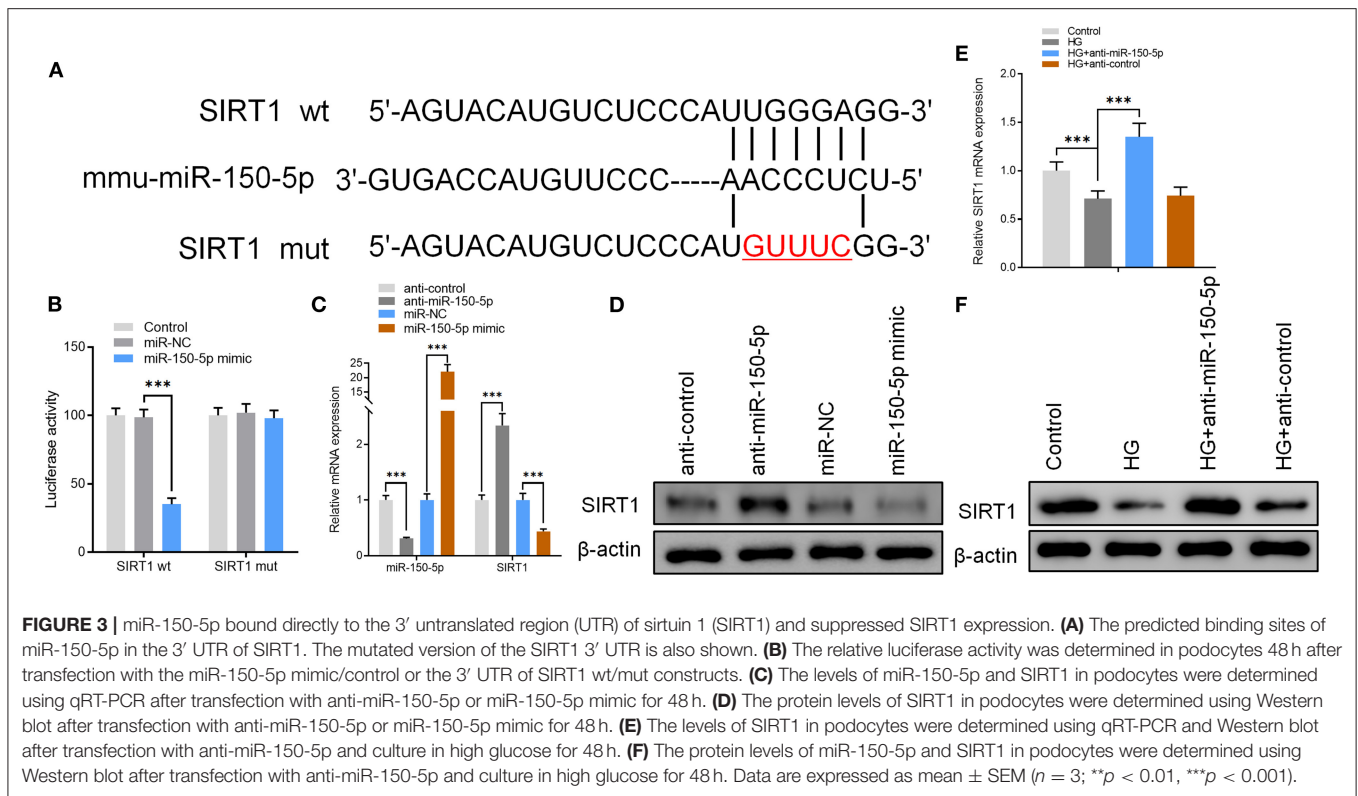 A
SIRT1 wt 5'-AGUACAUGUCUCCCAUUGGGAGG-3'
mmu-miR-150-5p 3'-GUGACCAUGUUCCC-----AACCCUCU-5'
SIRT1 mut 5'-AGUACAUGUCUCCCAUGUUUCGG-3'
E
Control
HG
HG+anti-miR-150-5p
HG+anti-control
Relative SIRT1 mRNA expression
2.0
1.5
1.0
0.5
0.0
***
***
B
Control
miR-NC
miR-150-5p mimic
Luciferase activity
150
100
50
0
***
SIRT1 wt
SIRT1 mut
C
anti-control
anti-miR-150-5p
miR-NC
miR-150-5p mimic
Relative mRNA expression
25
20
15
2
1
0
***
***
***
***
miR-150-5p
SIRT1
D
anti-control
anti-miR-150-5p
miR-NC
miR-150-5p mimic
SIRT1
β-actin
F
Control
HG
HG+anti-miR-150-5p
HG+anti-control
SIRT1
β-actin
FIGURE 3 | miR-150-5p bound directly to the 3′ untranslated region (UTR) of sirtuin 1 (SIRT1) and suppressed SIRT1 expression. (A) The predicted binding sites of
miR-150-5p in the 3′ UTR of SIRT1. The mutated version of the SIRT1 3′ UTR is also shown. (B) The relative luciferase activity was determined in podocytes 48 h after
transfection with the miR-150-5p mimic/control or the 3′ UTR of SIRT1 wt/mut constructs. (C) The levels of miR-150-5p and SIRT1 in podocytes were determined
using qRT-PCR after transfection with anti-miR-150-5p or miR-150-5p mimic for 48 h. (D) The protein levels of SIRT1 in podocytes were determined using Western
blot after transfection with anti-miR-150-5p or miR-150-5p mimic for 48 h. (E) The levels of SIRT1 in podocytes were determined using qRT-PCR and Western blot
after transfection with anti-miR-150-5p and culture in high glucose for 48 h. (F) The protein levels of miR-150-5p and SIRT1 in podocytes were determined using
Western blot after transfection with anti-miR-150-5p and culture in high glucose for 48 h. Data are expressed as mean ± SEM (n = 3; **p < 0.01, ***p < 0.001).